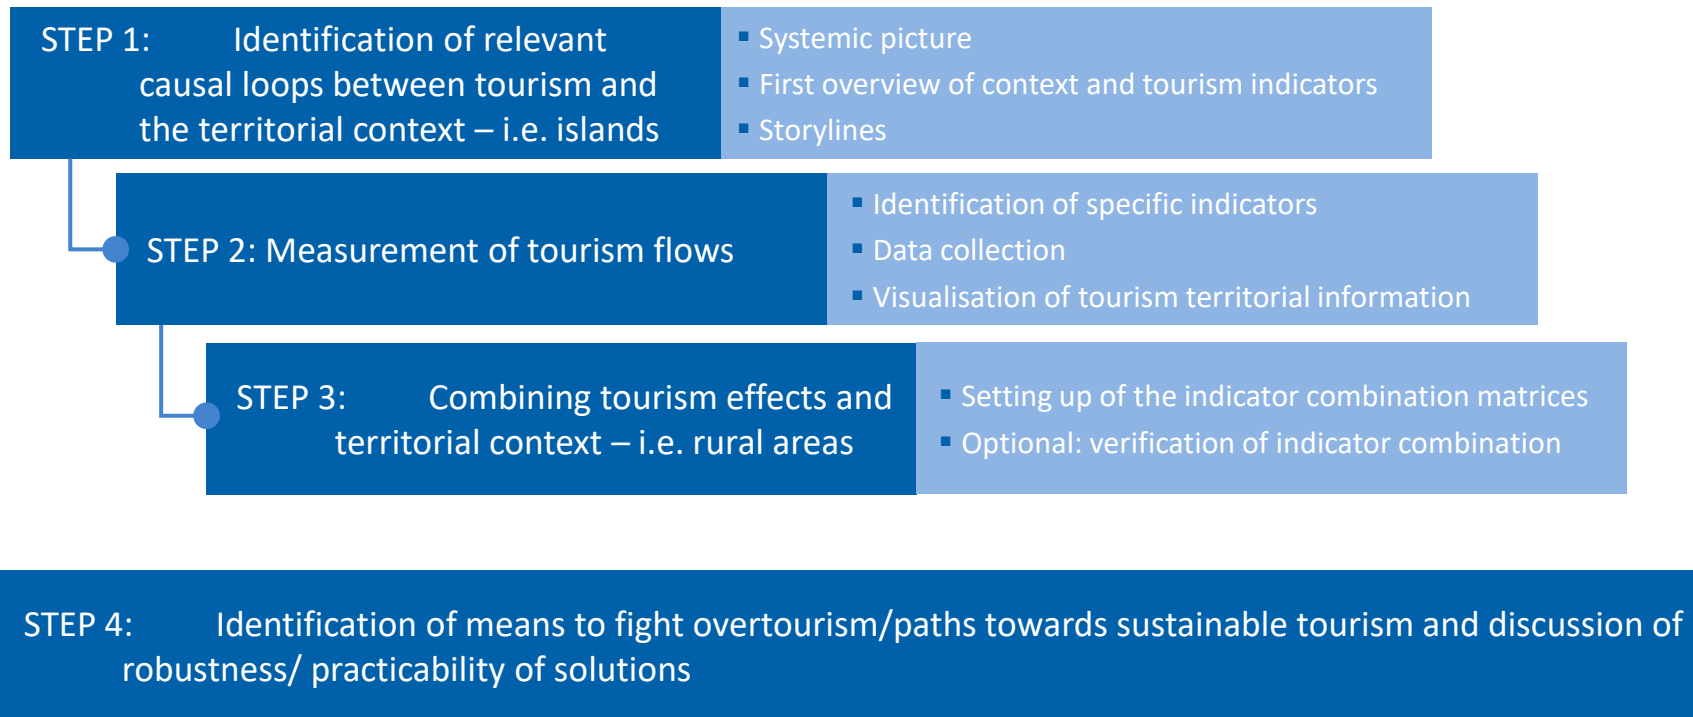 STEP 1: Identification of relevant
causal loops between tourism and
the territorial context – i.e. islands
▪ Systemic picture
▪ First overview of context and tourism indicators
▪ Storylines
STEP 2: Measurement of tourism flows
▪ Identification of specific indicators
▪ Data collection
▪ Visualisation of tourism territorial information
STEP 3: Combining tourism effects and
territorial context – i.e. rural areas
▪ Setting up of the indicator combination matrices
▪ Optional: verification of indicator combination
STEP 4: Identification of means to fight overtourism/paths towards sustainable tourism and discussion of
robustness/ practicability of solutions